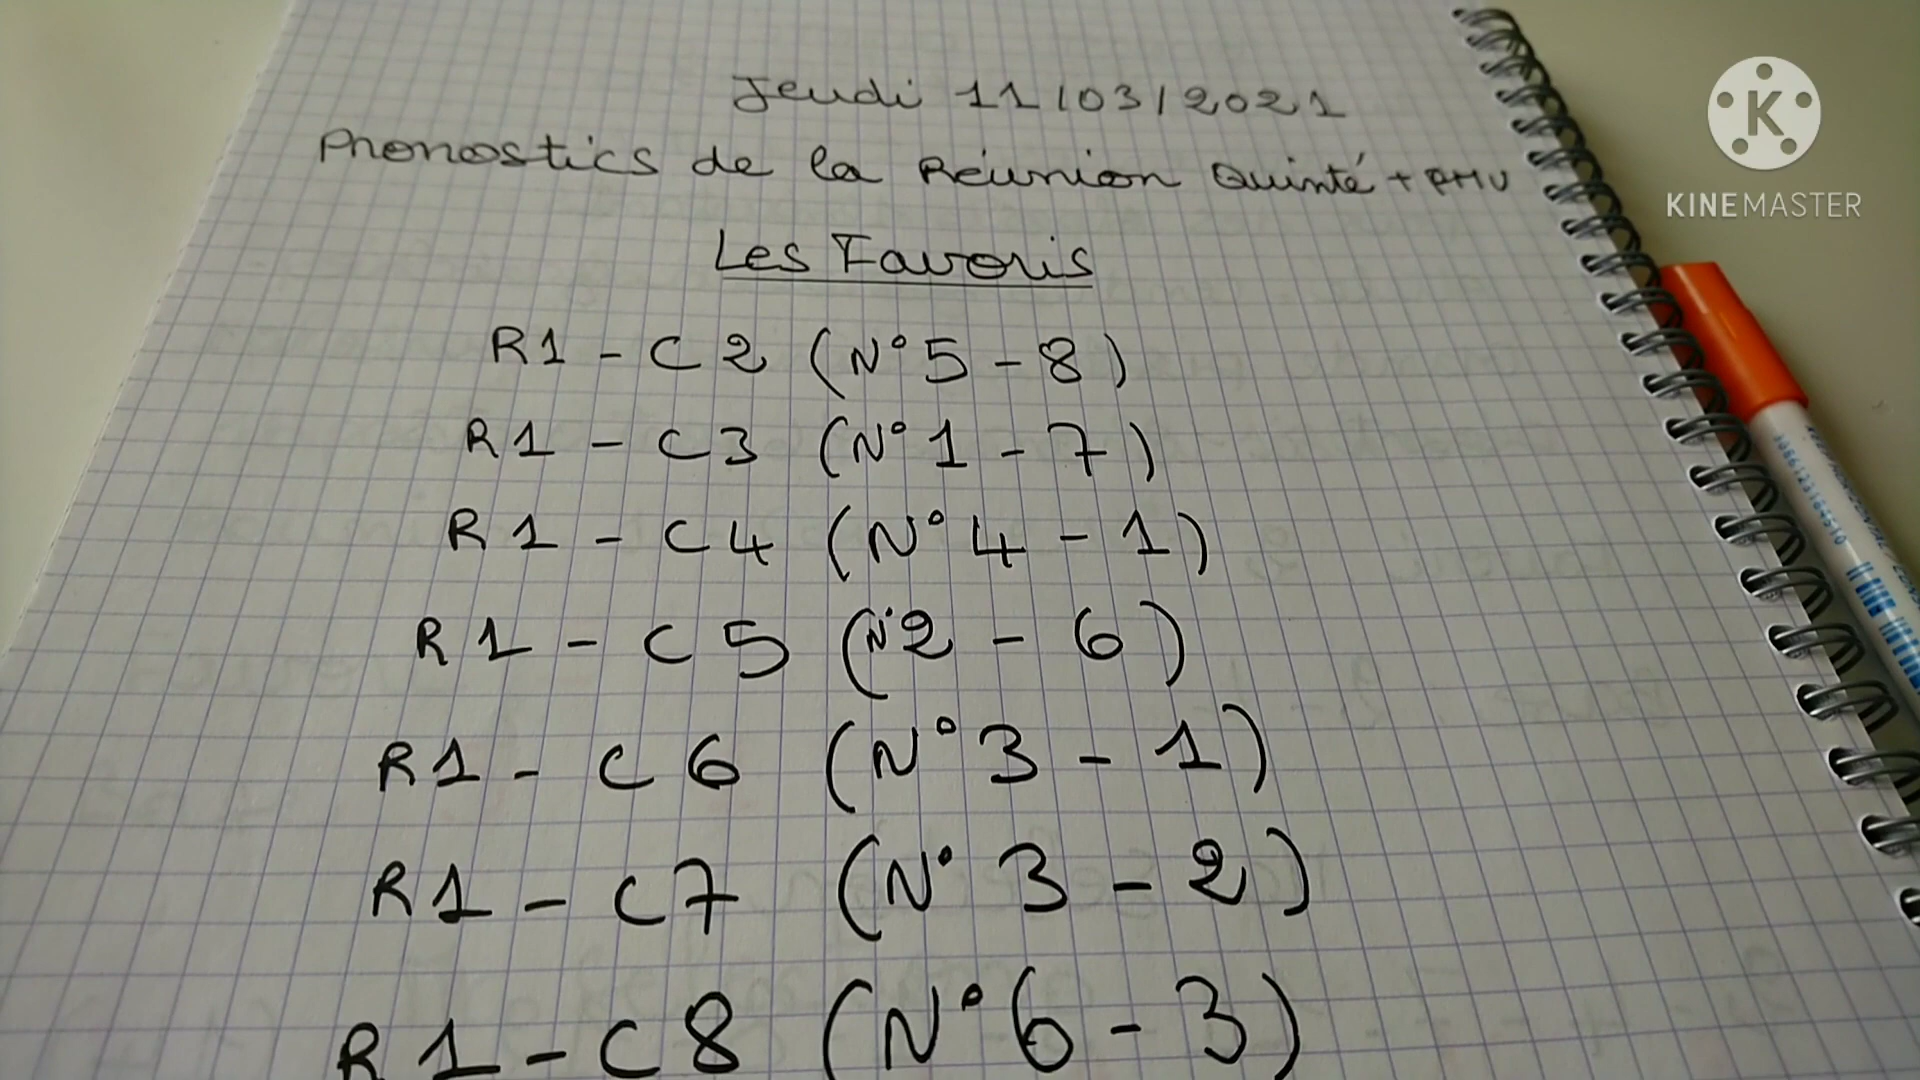 Jeudi 11/03/2021
Pronostics de la Réunion Quinté + PMU
Les Favoris
R1 - C2 (N°5 - 8)
R1 - C3 (N°1 - 7)
R1 - C4 (N°4 - 1)
R1 - C5 (N°2 - 6)
R1 - C6 (N°3 - 1)
R1 - C7 (N°3 - 2)
R1 - C8 (N°6 - 3)
K
KINEMASTER